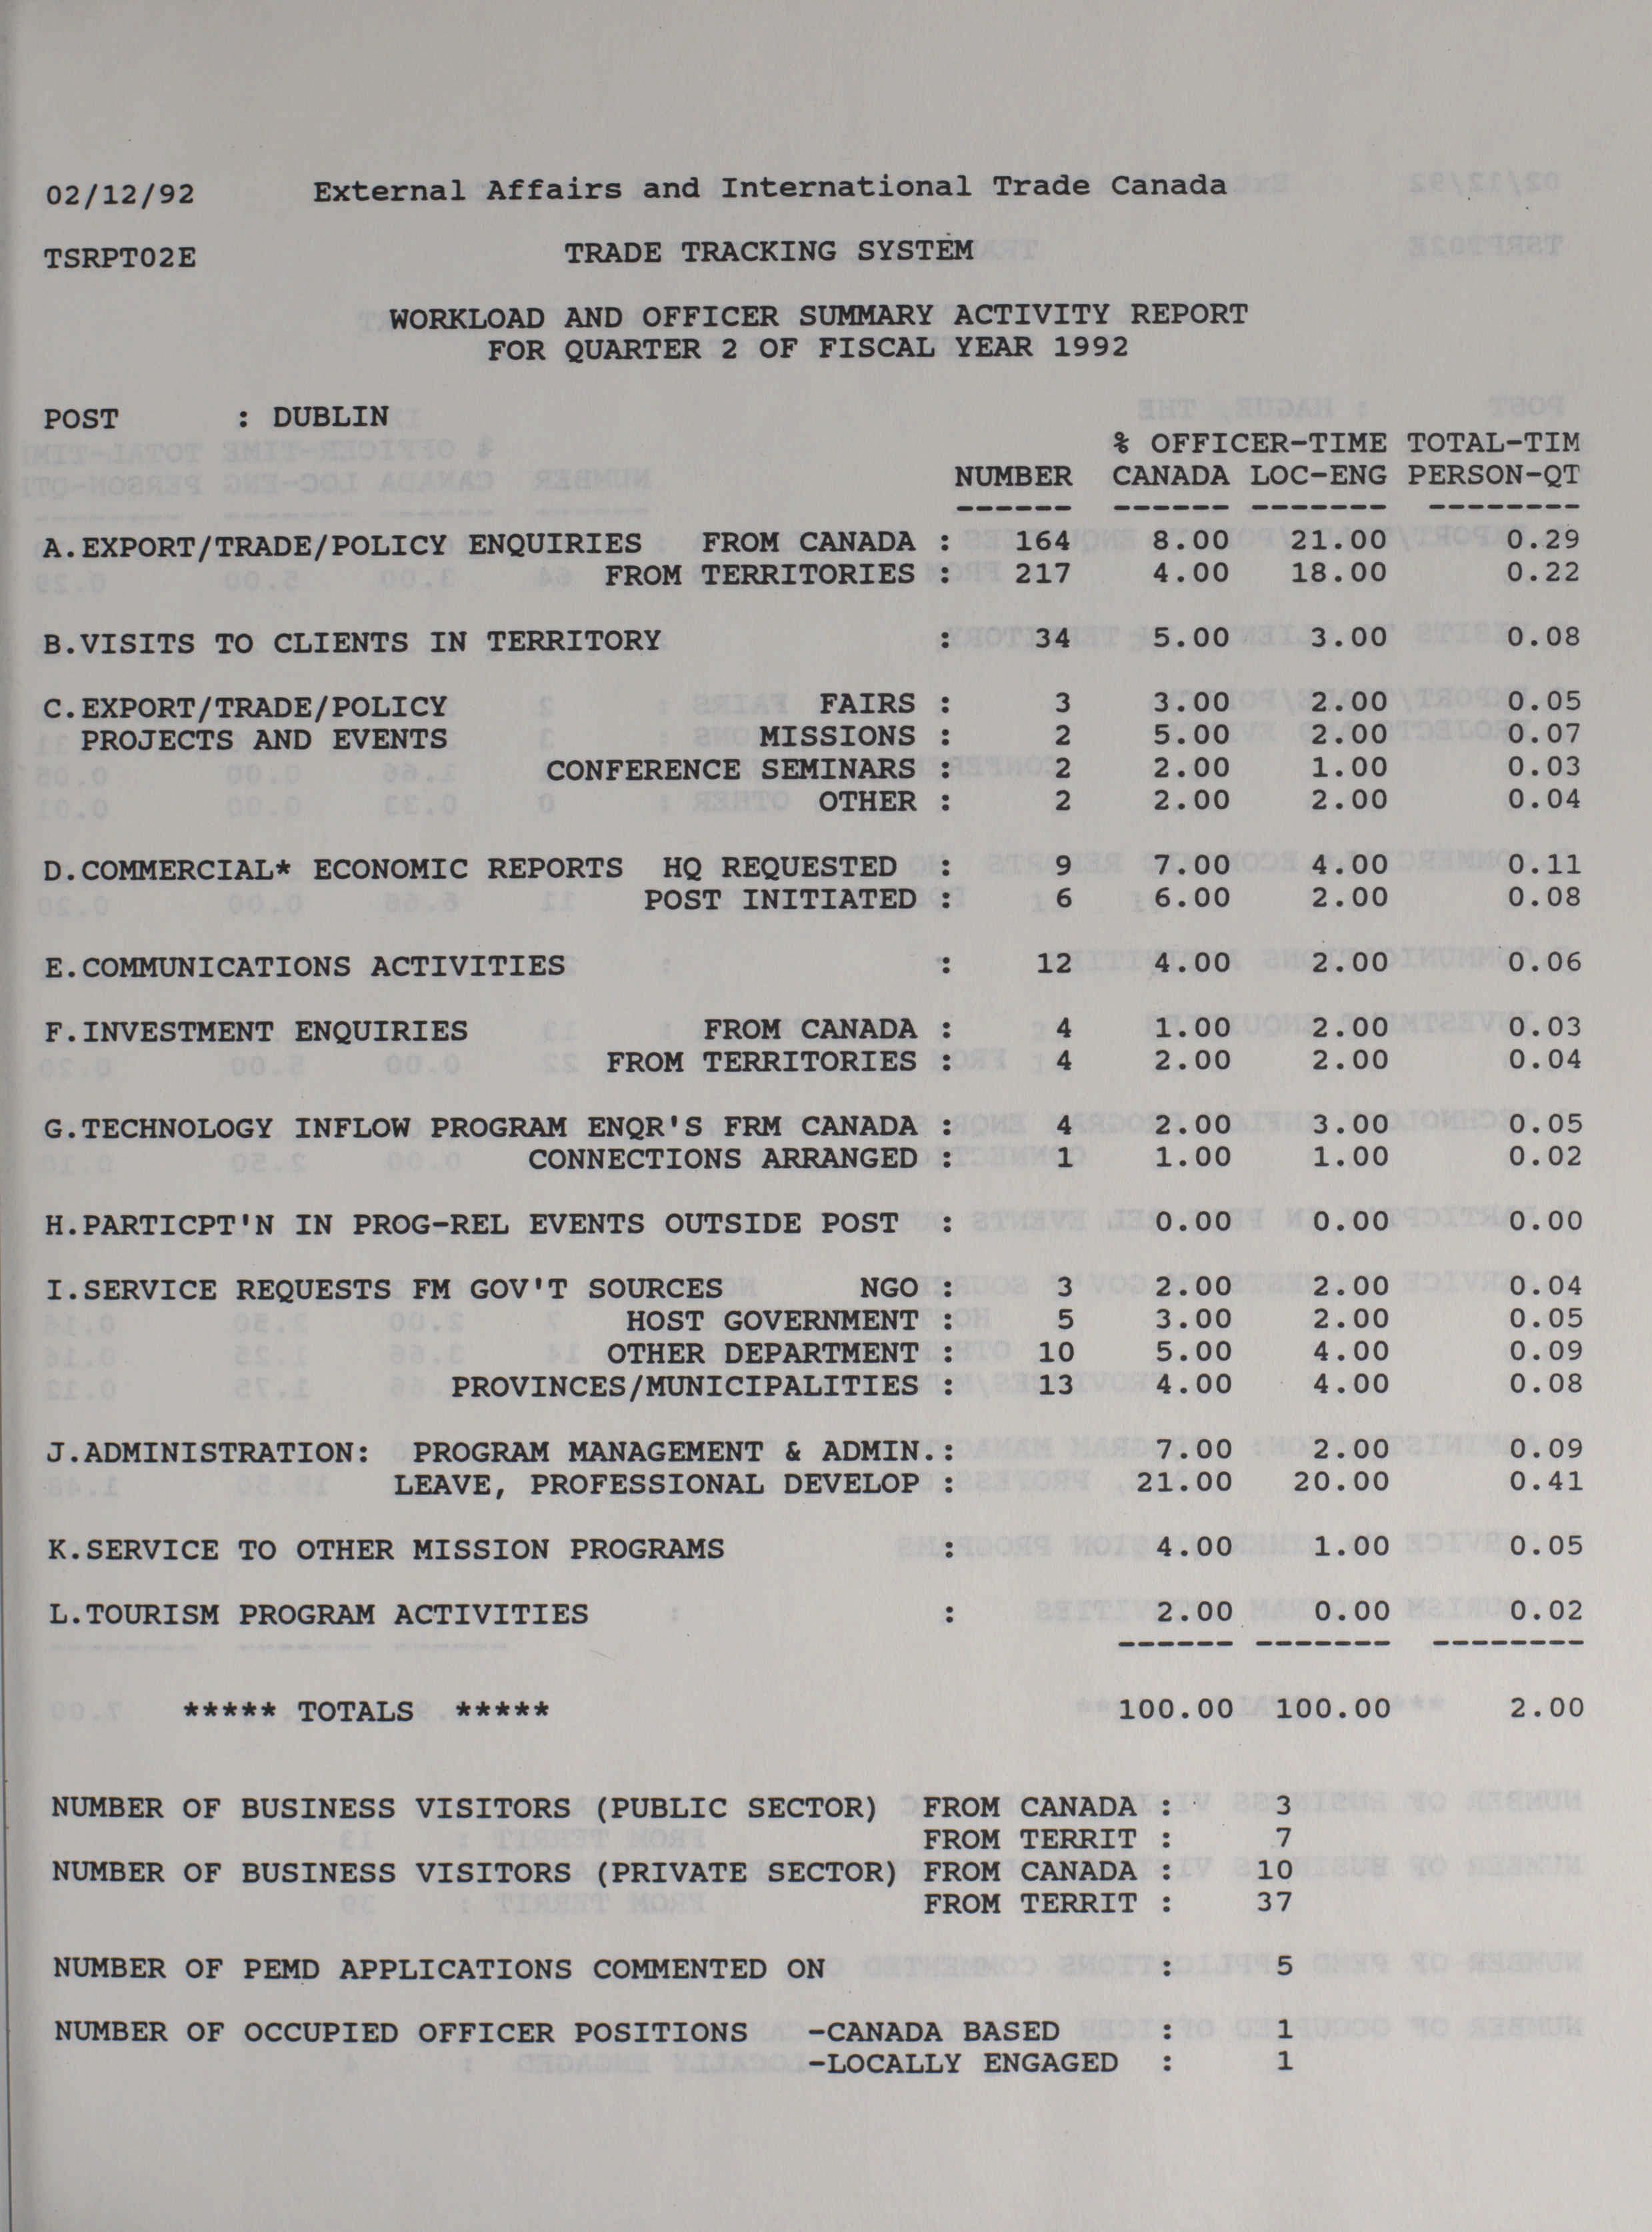 02/12/92 External Affairs and International Trade Canada
TSRPT02E TRADE TRACKING SYSTEM
WORKLOAD AND OFFICER SUMMARY ACTIVITY REPORT
FOR QUARTER 2 OF FISCAL YEAR 1992
POST : DUBLIN
% OFFICER-TIME TOTAL-TIM
NUMBER CANADA LOC-ENG PERSON-QT
------ ------ ------- --------
A.EXPORT/TRADE/POLICY ENQUIRIES FROM CANADA : 164 8.00 21.00 0.29
FROM TERRITORIES : 217 4.00 18.00 0.22
B.VISITS TO CLIENTS IN TERRITORY : 34 5.00 3.00 0.08
C.EXPORT/TRADE/POLICY FAIRS : 3 3.00 2.00 0.05
PROJECTS AND EVENTS MISSIONS : 2 5.00 2.00 0.07
CONFERENCE SEMINARS : 2 2.00 1.00 0.03
OTHER : 2 2.00 2.00 0.04
D.COMMERCIAL* ECONOMIC REPORTS HQ REQUESTED : 9 7.00 4.00 0.11
POST INITIATED : 6 6.00 2.00 0.08
E.COMMUNICATIONS ACTIVITIES : 12 4.00 2.00 0.06
F.INVESTMENT ENQUIRIES FROM CANADA : 4 1.00 2.00 0.03
FROM TERRITORIES : 4 2.00 2.00 0.04
G.TECHNOLOGY INFLOW PROGRAM ENQR'S FRM CANADA : 4 2.00 3.00 0.05
CONNECTIONS ARRANGED : 1 1.00 1.00 0.02
H.PARTICPT'N IN PROG-REL EVENTS OUTSIDE POST : 0.00 0.00 0.00
I.SERVICE REQUESTS FM GOV'T SOURCES NGO : 3 2.00 2.00 0.04
HOST GOVERNMENT : 5 3.00 2.00 0.05
OTHER DEPARTMENT : 10 5.00 4.00 0.09
PROVINCES/MUNICIPALITIES : 13 4.00 4.00 0.08
J.ADMINISTRATION: PROGRAM MANAGEMENT & ADMIN.: 7.00 2.00 0.09
LEAVE, PROFESSIONAL DEVELOP : 21.00 20.00 0.41
K.SERVICE TO OTHER MISSION PROGRAMS : 4.00 1.00 0.05
L.TOURISM PROGRAM ACTIVITIES : 2.00 0.00 0.02
------ ------- --------
***** TOTALS ***** 100.00 100.00 2.00
NUMBER OF BUSINESS VISITORS (PUBLIC SECTOR) FROM CANADA : 3
FROM TERRIT : 7
NUMBER OF BUSINESS VISITORS (PRIVATE SECTOR) FROM CANADA : 10
FROM TERRIT : 37
NUMBER OF PEMD APPLICATIONS COMMENTED ON : 5
NUMBER OF OCCUPIED OFFICER POSITIONS -CANADA BASED : 1
-LOCALLY ENGAGED : 1